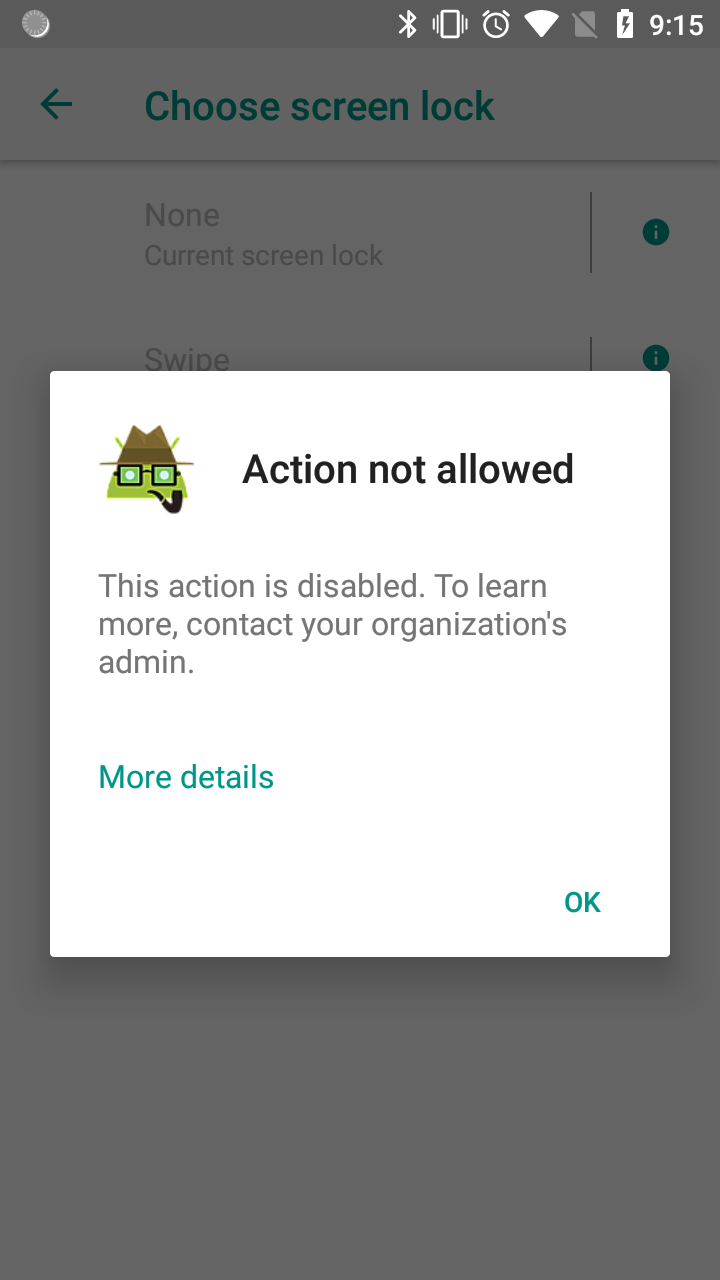 9:15
Choose screen lock
None
Current screen lock
Swipe
Action not allowed
This action is disabled. To learn
more, contact your organization's
admin.
More details
OK